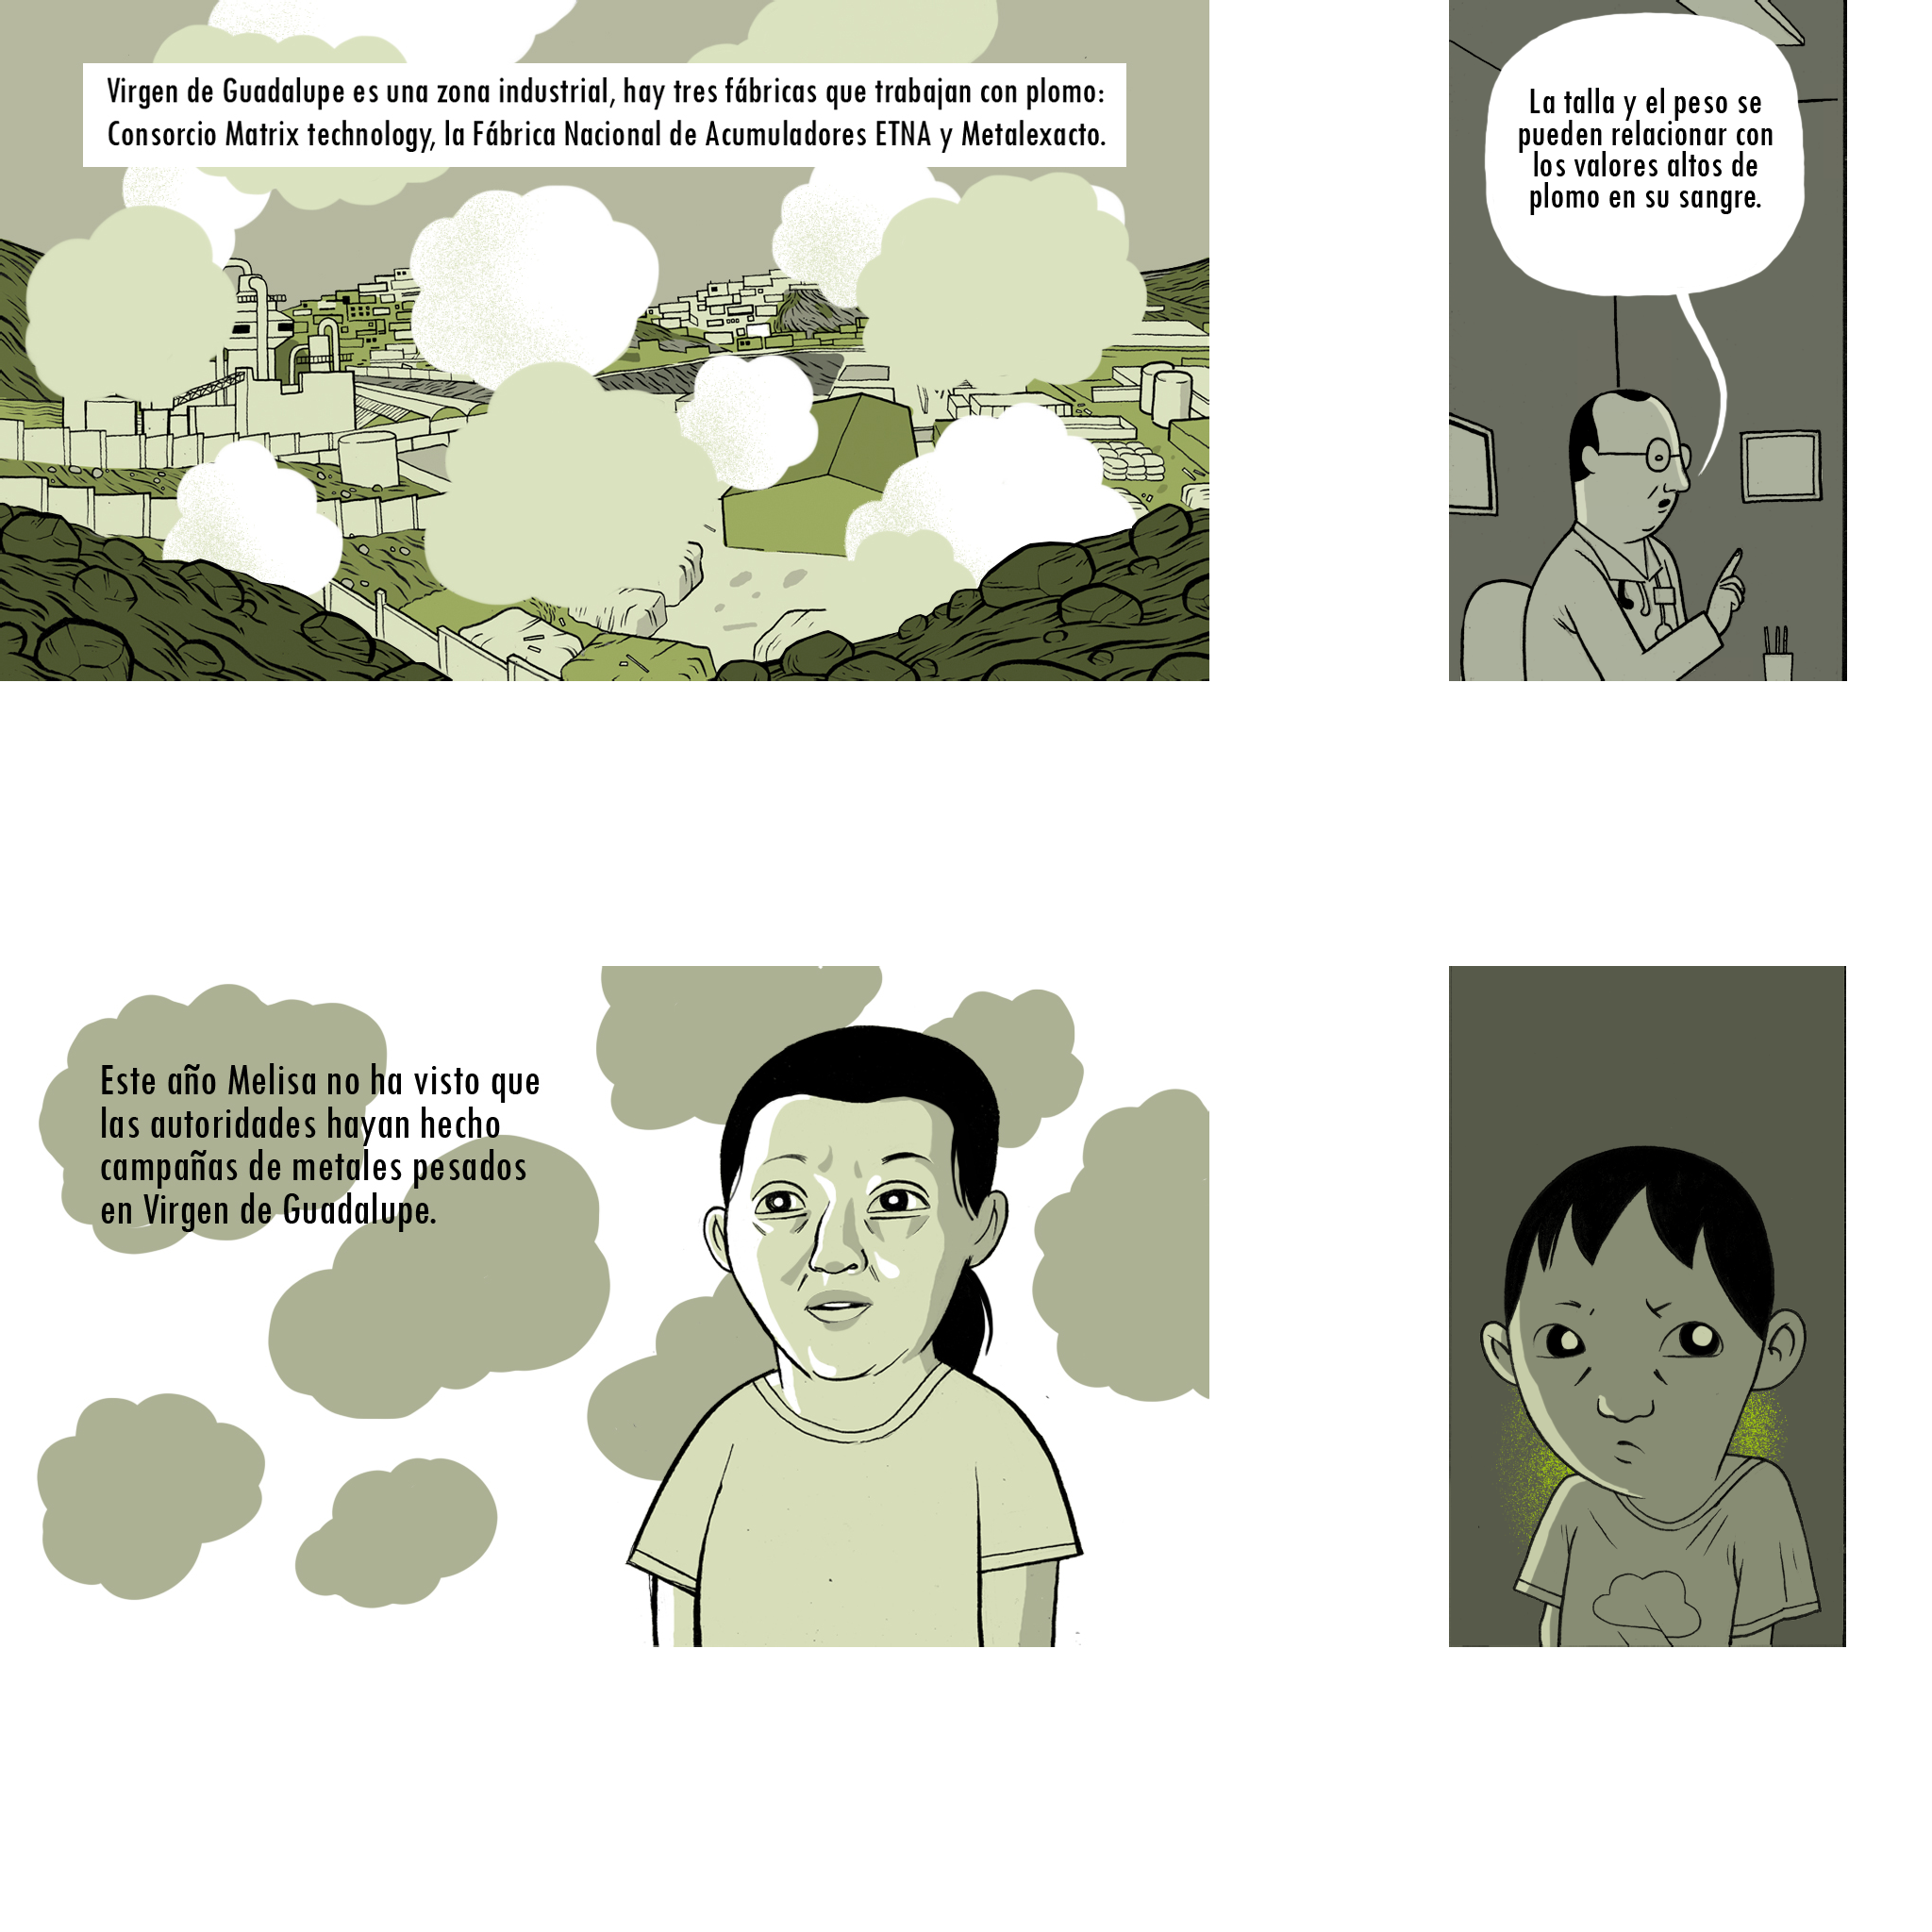 Virgen de Guadalupe es una zona industrial, hay tres fábricas que trabajan con plomo:
Consorcio Matrix technology, la Fábrica Nacional de Acumuladores ETNA y Metalexacto.
La talla y el peso se
pueden relacionar con
los valores altos de
plomo en su sangre.
Este año Melisa no ha visto que
las autoridades hayan hecho
campañas de metales pesados
en Virgen de Guadalupe.